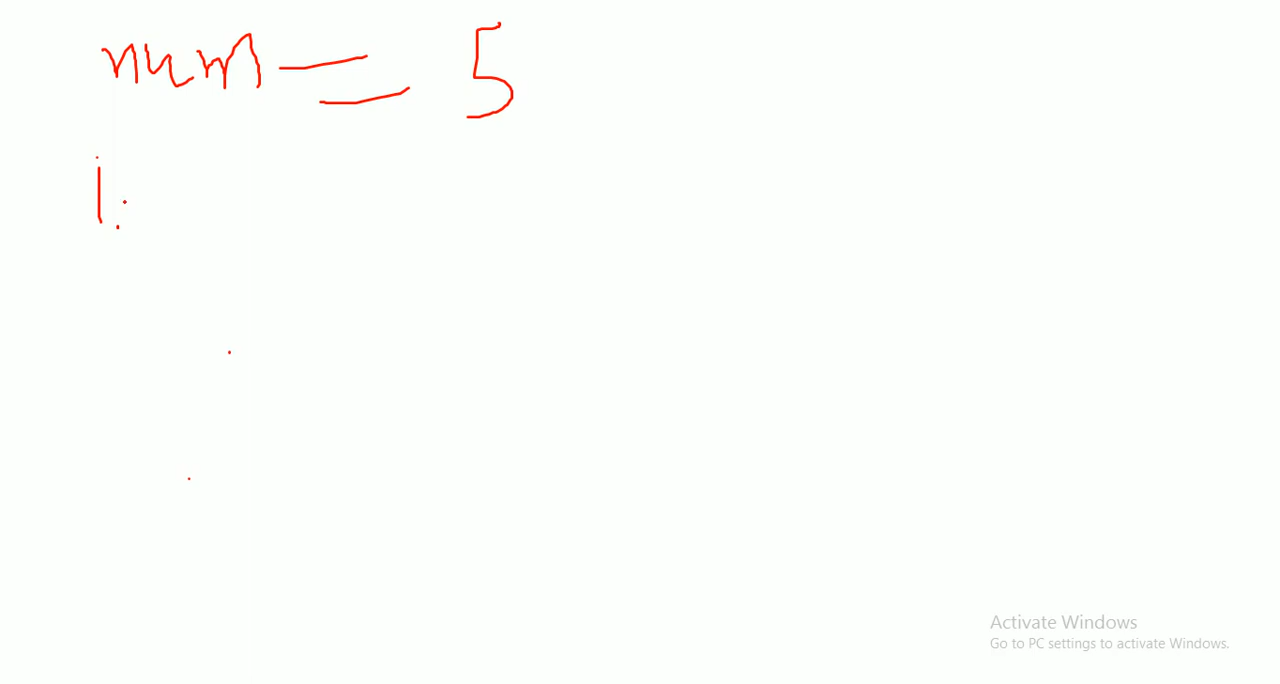 num = 5
i
Activate Windows
Go to PC settings to activate Windows.